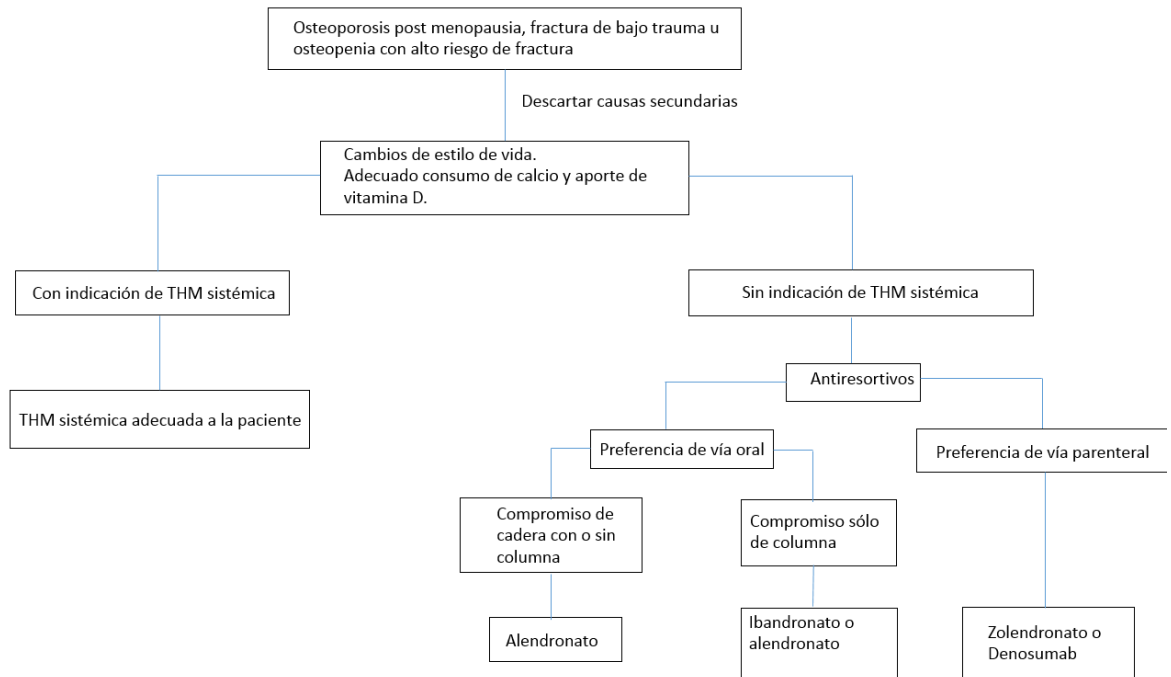 Osteoporosis post menopausia, fractura de bajo trauma u
osteopenia con alto riesgo de fractura
Descartar causas secundarias
Cambios de estilo de vida.
Adecuado consumo de calcio y aporte de
vitamina D.
Con indicación de THM sistémica
Sin indicación de THM sistémica
THM sistémica adecuada a la paciente
Antiresortivos
Preferencia de vía oral
Preferencia de vía parenteral
Compromiso de
cadera con o sin
columna
Compromiso sólo
de columna
Alendronato
Ibandronato o
alendronato
Zolendronato o
Denosumab